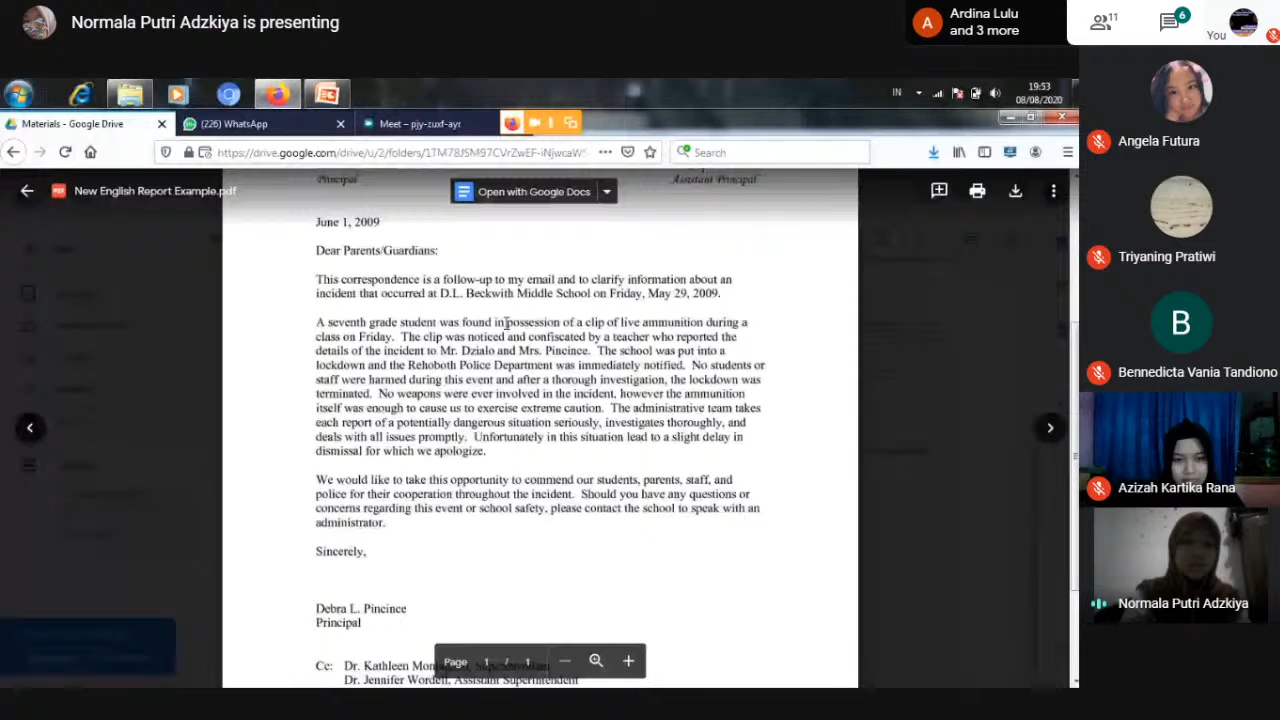 Normala Putri Adzkiya is presenting
A
Ardina Lulu
and 3 more
11
6
You
IN
19:53
08/08/2020
Materials - Google Drive
(226) WhatsApp
Meet – pjy-zuxf-ayr
https://drive.google.com/drive/u/2/folders/
Search
New English Report Example.pdf
Open with Google Docs
Principal
Assistant Principal
June 1, 2009
Dear Parents/Guardians:
This correspondence is a follow-up to my email and to clarify information about an
incident that occurred at D.L. Beckwith Middle School on Friday, May 29, 2009.
A seventh grade student was found in possession of a clip of live ammunition during a
class on Friday. The clip was noticed and confiscated by a teacher who reported the
details of the incident to Mr. Dzialo and Mrs. Pincince. The school was put into a
lockdown and the Rehoboth Police Department was immediately notified. No students or
staff were harmed during this event and after a thorough investigation, the lockdown was
terminated. No weapons were ever involved in the incident, however the ammunition
itself was enough to cause us to exercise extreme caution. The administrative team takes
each report of a potentially dangerous situation seriously, investigates thoroughly, and
deals with all issues promptly. Unfortunately in this situation lead to a slight delay in
dismissal for which we apologize.
We would like to take this opportunity to commend our students, parents, staff, and
police for their cooperation throughout the incident. Should you have any questions or
concerns regarding this event or school safety, please contact the school to speak with an
administrator.
Sincerely,
Debra L. Pincince
Principal
Cc: Dr. Kathleen
Dr. Jennifer Wordell, Assistant Superintendent
Page 1 / 1
Angela Futura
Triyaning Pratiwi
B
Bennedicta Vania Tandiono
Azizah Kartika Rana
Normala Putri Adzkiya